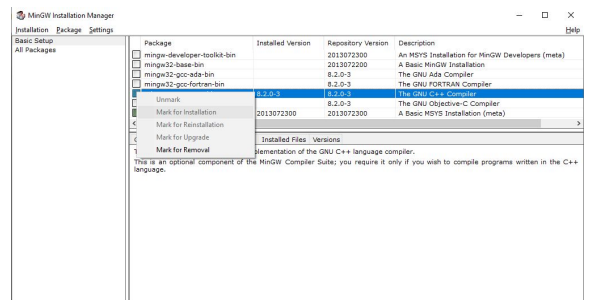 MinGW Installation Manager
Installation Package Settings Help
Basic Setup
All Packages
Package Installed Version Repository Version Description
mingw-developer-toolkit-bin 2013072300 An MSYS Installation for MinGW Developers (meta)
mingw32-base-bin 2013072200 A Basic MinGW Installation
mingw32-gcc-ada-bin 8.2.0-3 The GNU Ada Compiler
mingw32-gcc-fortran-bin 8.2.0-3 The GNU FORTRAN Compiler
8.2.0-3 8.2.0-3 The GNU C++ Compiler
8.2.0-3 The GNU Objective-C Compiler
2013072300 2013072300 A Basic MSYS Installation (meta)
Unmark
Mark for Installation
Mark for Reinstallation
Mark for Upgrade
Mark for Removal
Installed Files Versions
plementation of the GNU C++ language compiler.
This is an optional component of the MinGW Compiler Suite; you require it only if you wish to compile programs written in the C++
language.